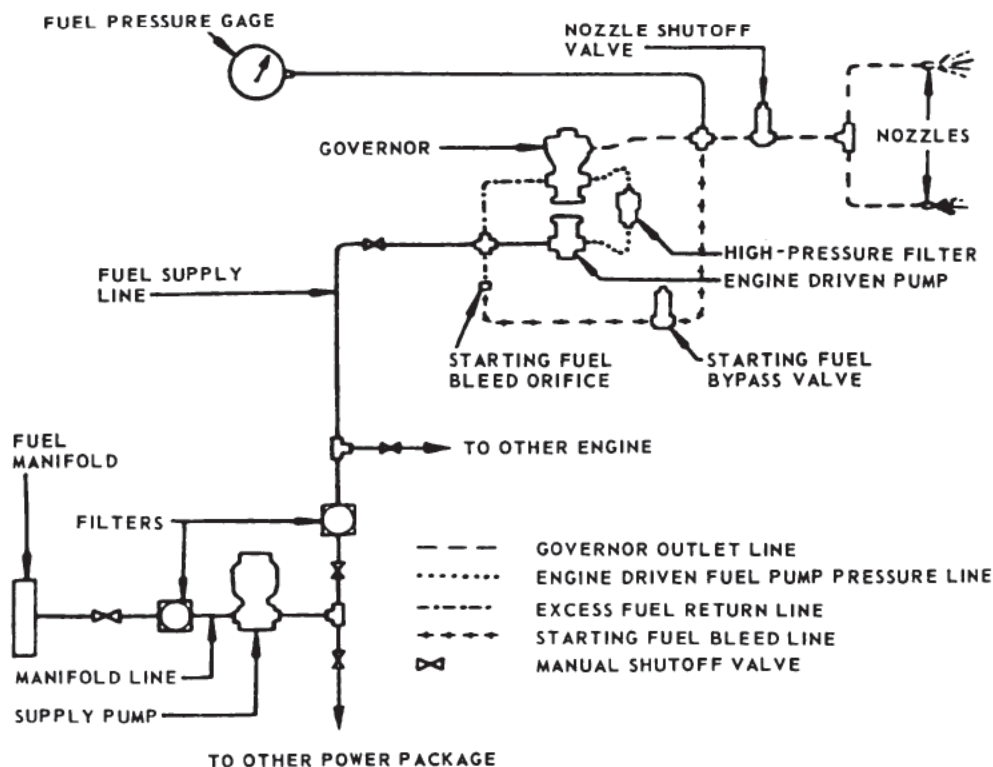 FUEL PRESSURE GAGE
NOZZLE SHUTOFF
VALVE
GOVERNOR
NOZZLES
HIGH-PRESSURE FILTER
ENGINE DRIVEN PUMP
FUEL SUPPLY
LINE
STARTING FUEL
BLEED ORIFICE
STARTING FUEL
BYPASS VALVE
TO OTHER ENGINE
FUEL
MANIFOLD
FILTERS
MANIFOLD LINE
SUPPLY PUMP
TO OTHER POWER PACKAGE
GOVERNOR OUTLET LINE
ENGINE DRIVEN FUEL PUMP PRESSURE LINE
EXCESS FUEL RETURN LINE
STARTING FUEL BLEED LINE
MANUAL SHUTOFF VALVE